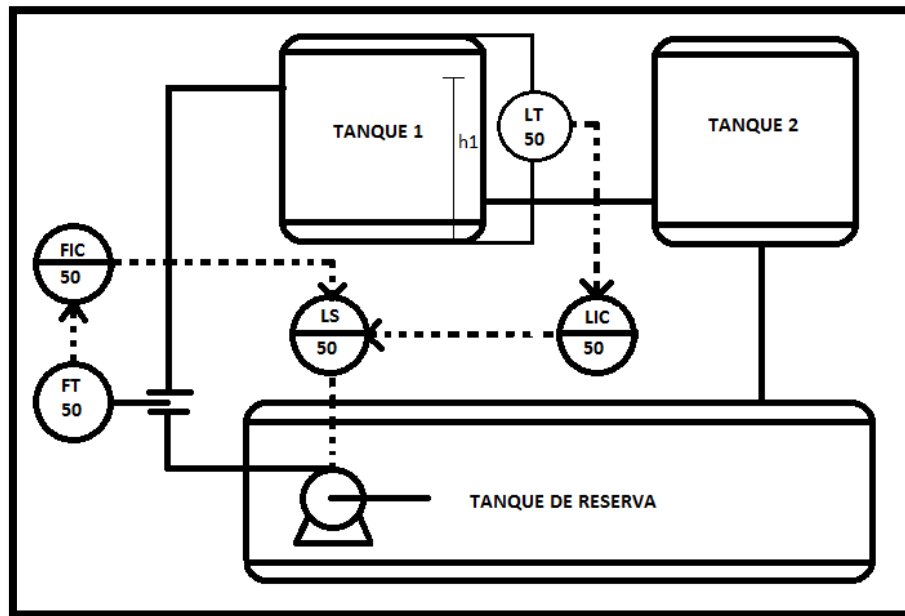 TANQUE 1
h1
LT
50
TANQUE 2
FIC
50
LS
50
LIC
50
FT
50
TANQUE DE RESERVA